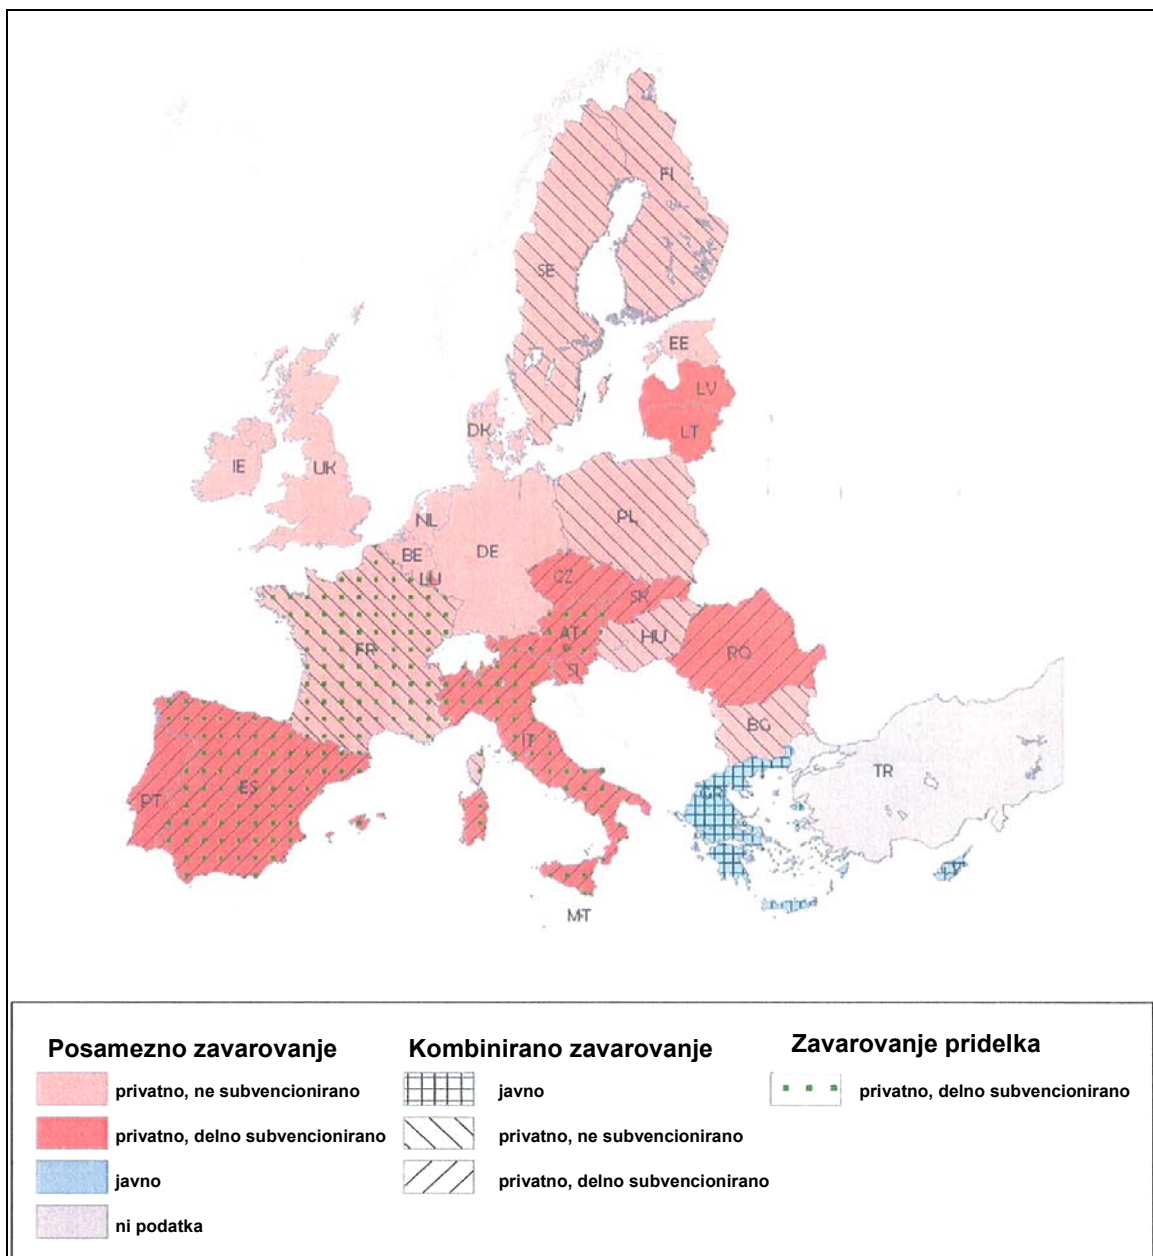 FI
SE
EE
LV
LT
DK
IE
UK
NL
PL
BE
DE
LU
CZ
SK
AT
HU
FR
SI
RO
IT
BG
ES
PT
TR
GR
MT
Posamezno zavarovanje
privatno, ne subvencionirano
privatno, delno subvencionirano
javno
ni podatka
Kombinirano zavarovanje
javno
privatno, ne subvencionirano
privatno, delno subvencionirano
Zavarovanje pridelka
privatno, delno subvencionirano